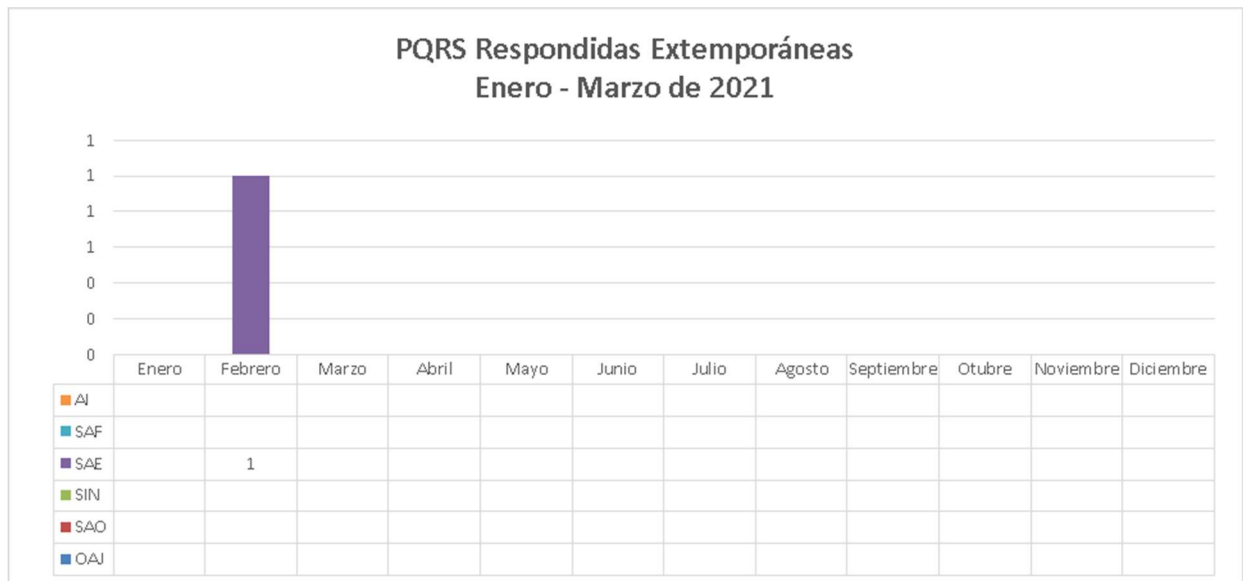 PQRS Respondidas Extemporáneas
Enero - Marzo de 2021
1
1
1
1
0
0
0
Enero Febrero Marzo Abril Mayo Junio Julio Agosto Septiembre Otubre Noviembre Diciembre
AI
SAF
SAE 1
SIN
SAO
OAJ